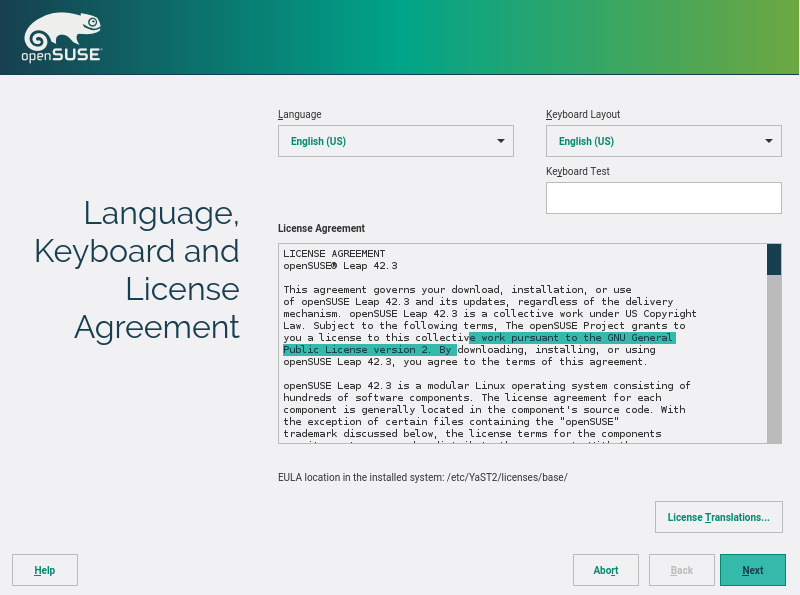 openSUSE
Language,
Keyboard and
License
Agreement
Language
English (US)
Keyboard Layout
English (US)
Keyboard Test
License Agreement
LICENSE AGREEMENT
openSUSE® Leap 42.3
This agreement governs your download, installation, or use
of openSUSE Leap 42.3 and its updates, regardless of the delivery
mechanism. openSUSE Leap 42.3 is a collective work under US Copyright
Law. Subject to the following terms, The openSUSE Project grants to
you a license to this collective work pursuant to the GNU General
Public License version 2. By downloading, installing, or using
openSUSE Leap 42.3, you agree to the terms of this agreement.
openSUSE Leap 42.3 is a modular Linux operating system consisting of
hundreds of software components. The license agreement for each
component is generally located in the component's source code. With
the exception of certain files containing the "openSUSE"
trademark discussed below, the license terms for the components
EULA location in the installed system: /etc/YaST2/licenses/base/
License Translations...
Help
Abort
Back
Next